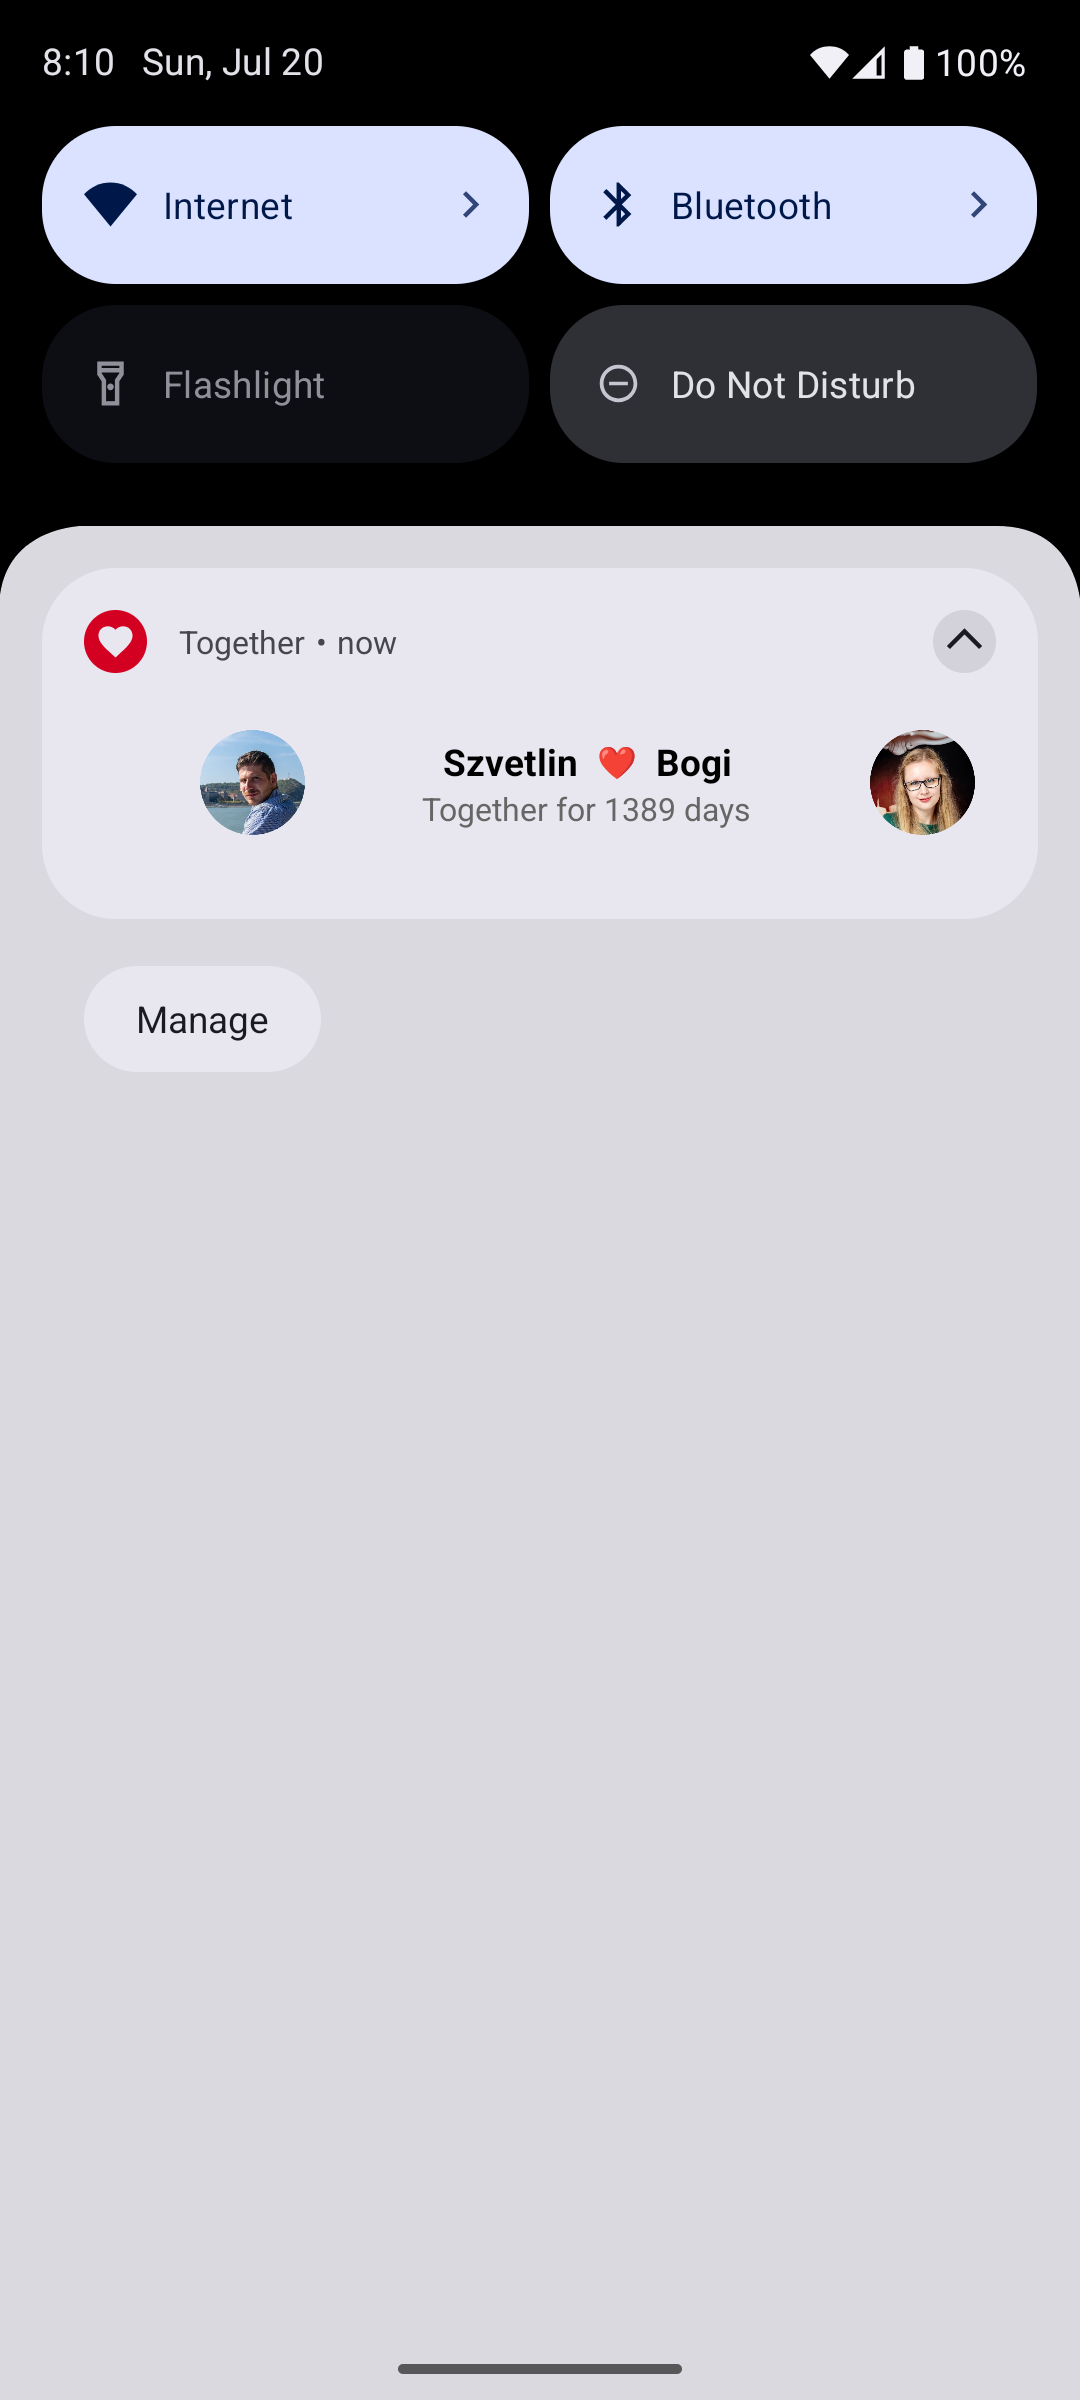 8:10 Sun, Jul 20 100%
Internet
Bluetooth
Flashlight
Do Not Disturb
Together • now
Szvetlin ❤️ Bogi
Together for 1389 days
Manage